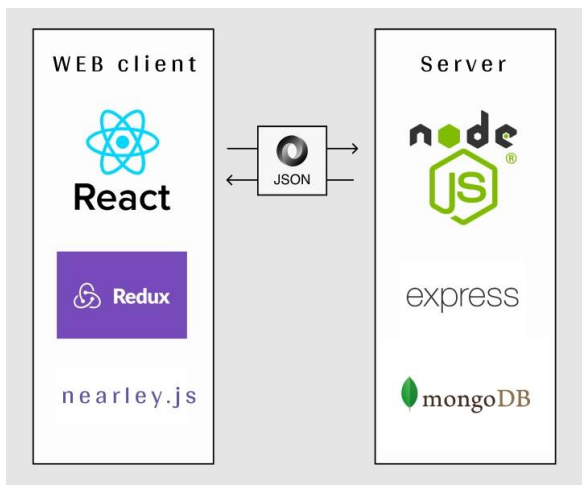 WEB client
React
Redux
nearley.js
JSON
Server
node
JS®
express
mongoDB